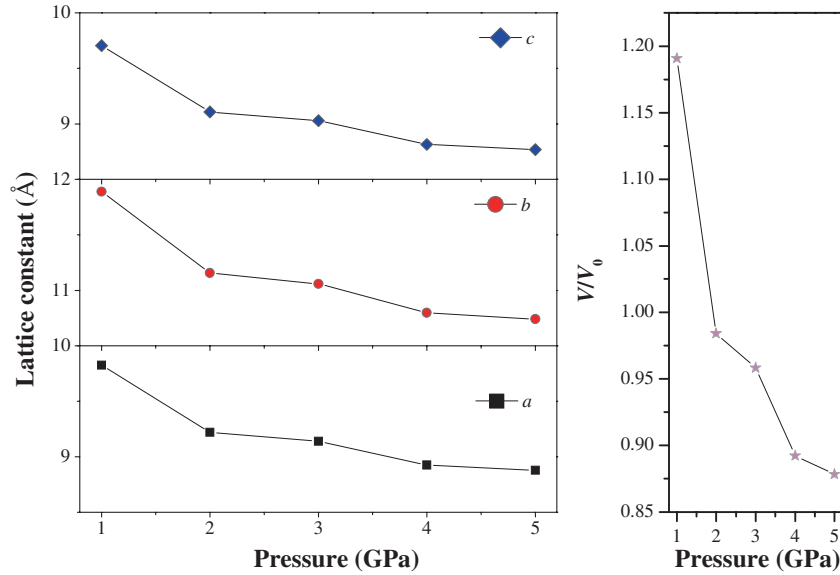 10
c
9
12
b
11
10
a
9
1 2 3 4 5
Lattice constant (Å)
Pressure (GPa)
1.20
1.15
1.10
1.05
1.00
0.95
0.90
0.85
V/V0
1 2 3 4 5
Pressure (GPa)